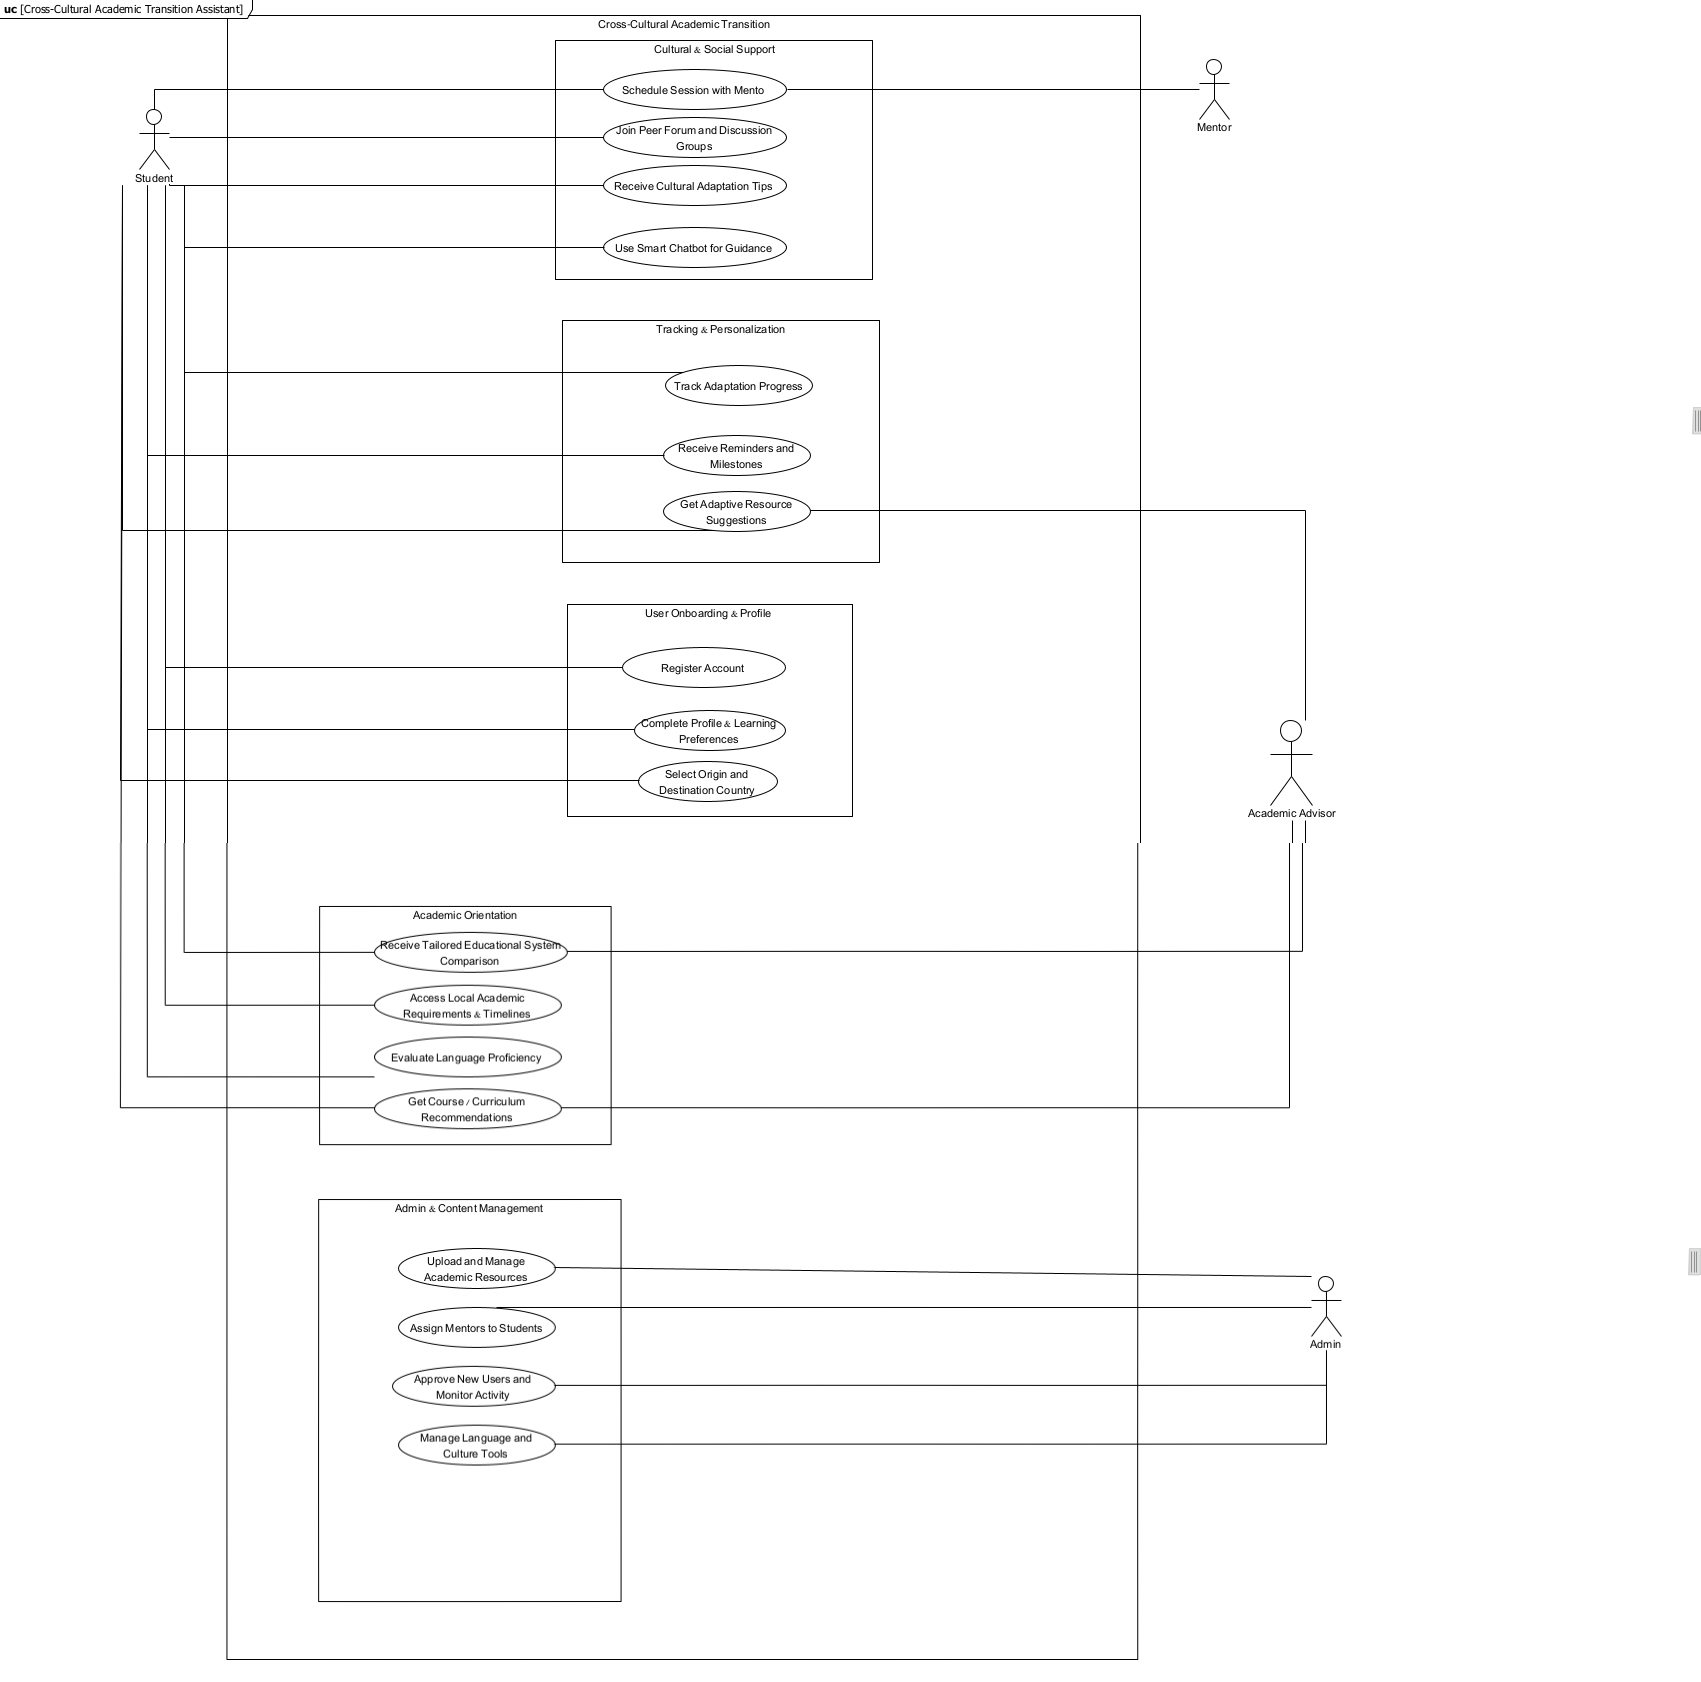 uc [Cross-Cultural Academic Transition Assistant]
Cross-Cultural Academic Transition
Cultural & Social Support
Schedule Session with Mento
Mentor
Join Peer Forum and Discussion
Groups
Student
Receive Cultural Adaptation Tips
Use Smart Chatbot for Guidance
Tracking & Personalization
Track Adaptation Progress
Receive Reminders and
Milestones
Get Adaptive Resource
Suggestions
User Onboarding & Profile
Register Account
Complete Profile & Learning
Preferences
Select Origin and
Destination Country
Academic Advisor
Academic Orientation
Receive Tailored Educational System
Comparison
Access Local Academic
Requirements & Timelines
Evaluate Language Proficiency
Get Course / Curriculum
Recommendations
Admin & Content Management
Upload and Manage
Academic Resources
Assign Mentors to Students
Admin
Approve New Users and
Monitor Activity
Manage Language and
Culture Tools